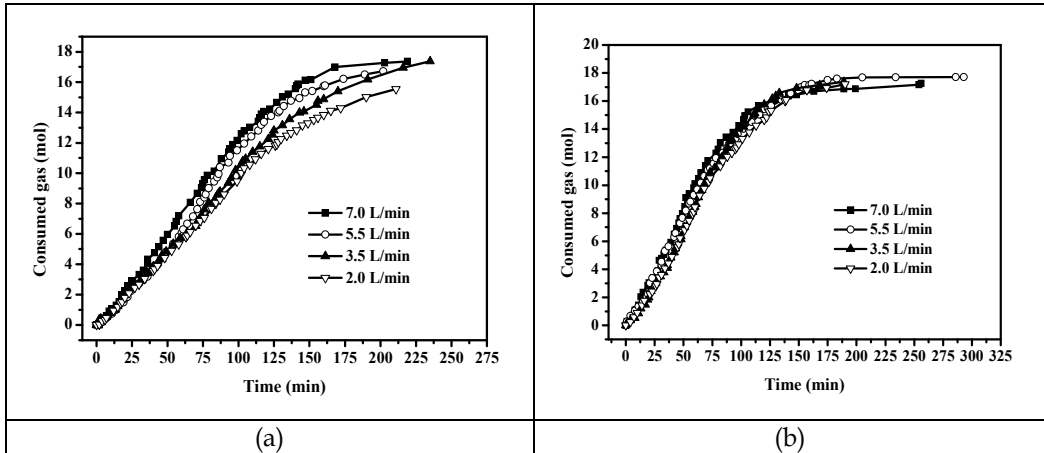 18
16
14
12
10
8
6
4
2
0
Consumed gas (mol)
7.0 L/min
5.5 L/min
3.5 L/min
2.0 L/min
0 25 50 75 100 125 150 175 200 225 250 275
Time (min)
(a)
20
18
16
14
12
10
8
6
4
2
0
Consumed gas (mol)
7.0 L/min
5.5 L/min
3.5 L/min
2.0 L/min
0 25 50 75 100 125 150 175 200 225 250 275 300 325
Time (min)
(b)